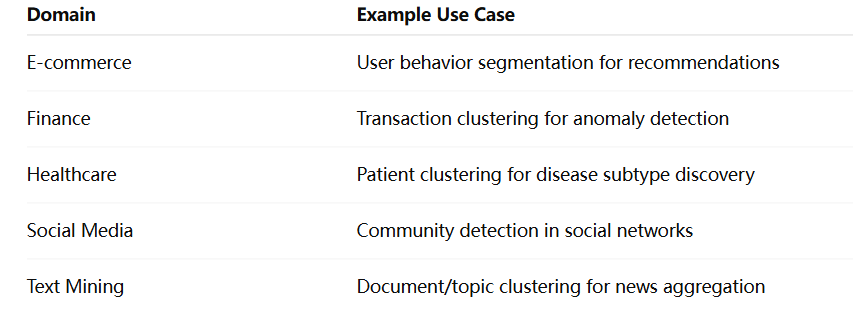 Domain Example Use Case
E-commerce User behavior segmentation for recommendations
Finance Transaction clustering for anomaly detection
Healthcare Patient clustering for disease subtype discovery
Social Media Community detection in social networks
Text Mining Document/topic clustering for news aggregation